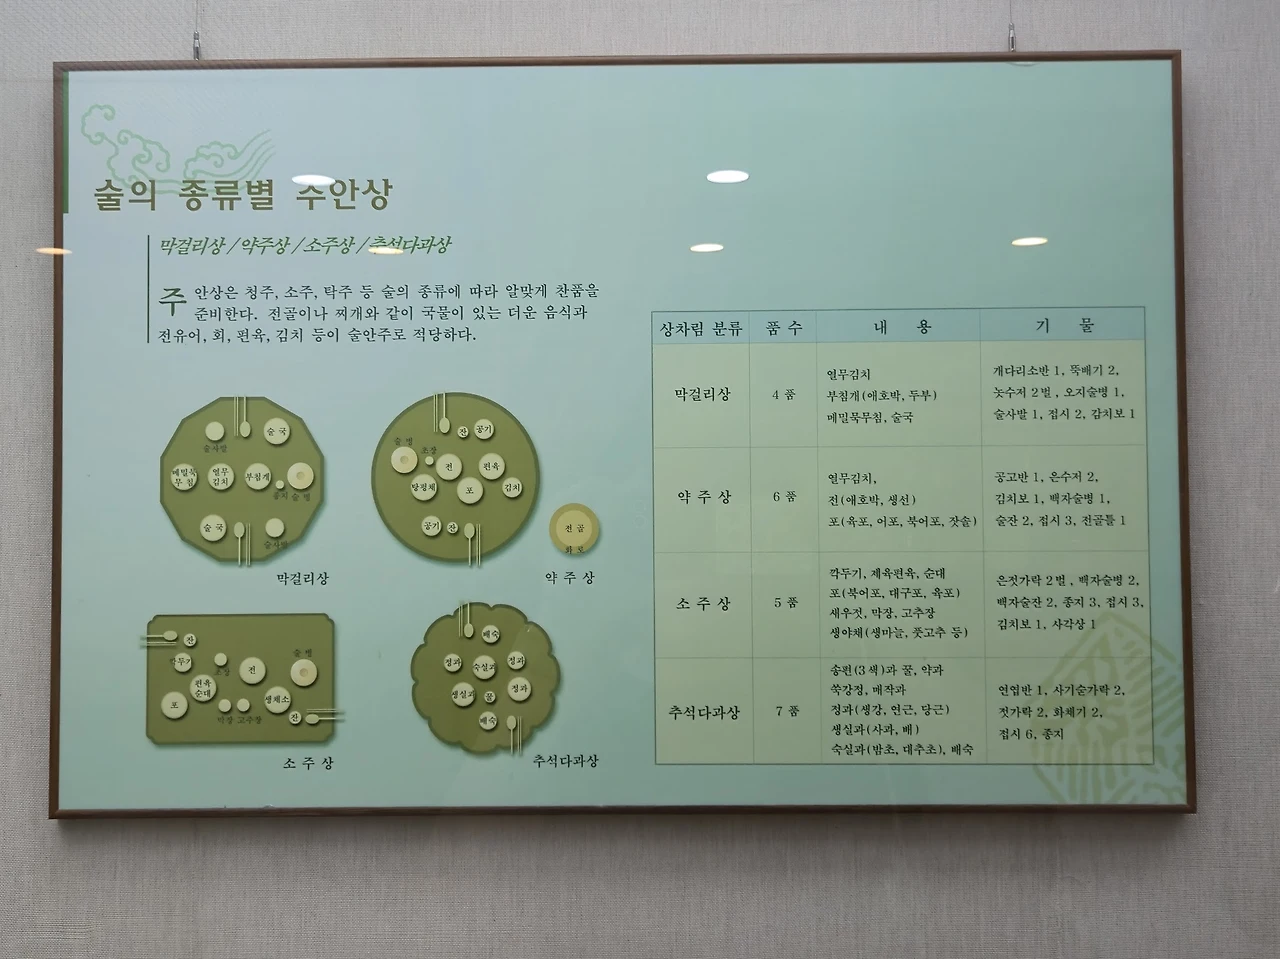 술의 종류별 주안상
막걸리상 / 약주상 / 소주상 / 추석다과상
주안상은 청주, 소주, 탁주 등 술의 종류에 따라 알맞게 찬품을
준비한다. 전골이나 찌개와 같이 국물이 있는 더운 음식과
전유어, 회, 편육, 김치 등이 술안주로 적당하다.
술사발
술 국
메밀묵
무 침
열무
김치
부침개
종지 술 병
술 국
술사발
막걸리상
술 병
초장
잔
공기
전
편육
탕평채
포
김치
공기
잔
전 골
화 로
약 주 상
잔
깍두기
초장
전
술 병
편육
순대
포
막장 고추장
생채소
잔
소 주 상
배숙
정과
숙실과
정과
생실과
꿀
정과
배숙
추석다과상
상차림 분류 품 수 내 용 기 물
막걸리상
4 품
열무김치
부침개(애호박, 두부)
메밀묵무침, 술국
개다리소반 1, 뚝배기 2,
놋수저 2벌 , 오지술병 1,
술사발 1, 접시 2, 김치보 1
약 주 상
6 품
열무김치,
전(애호박, 생선)
포(육포, 어포, 북어포, 잣솔)
공고반 1, 은수저 2,
김치보 1, 백자술병 1,
술잔 2, 접시 3, 전골틀 1
소 주 상
5 품
깍두기, 제육편육, 순대
포(북어포, 대구포, 육포)
새우젓, 막장, 고추장
생야채(생마늘, 풋고추 등)
은젓가락 2벌 , 백자술병 2,
백자술잔 2, 종지 3, 접시 3,
김치보 1, 사각상 1
추석다과상
7 품
송편(3색)과 꿀, 약과
쑥강정, 매작과
정과(생강, 연근, 당근)
생실과(사과, 배)
숙실과(밤초, 대추초), 배숙
연엽반 1, 사기숟가락 2,
젓가락 2, 화채기 2,
접시 6, 종지